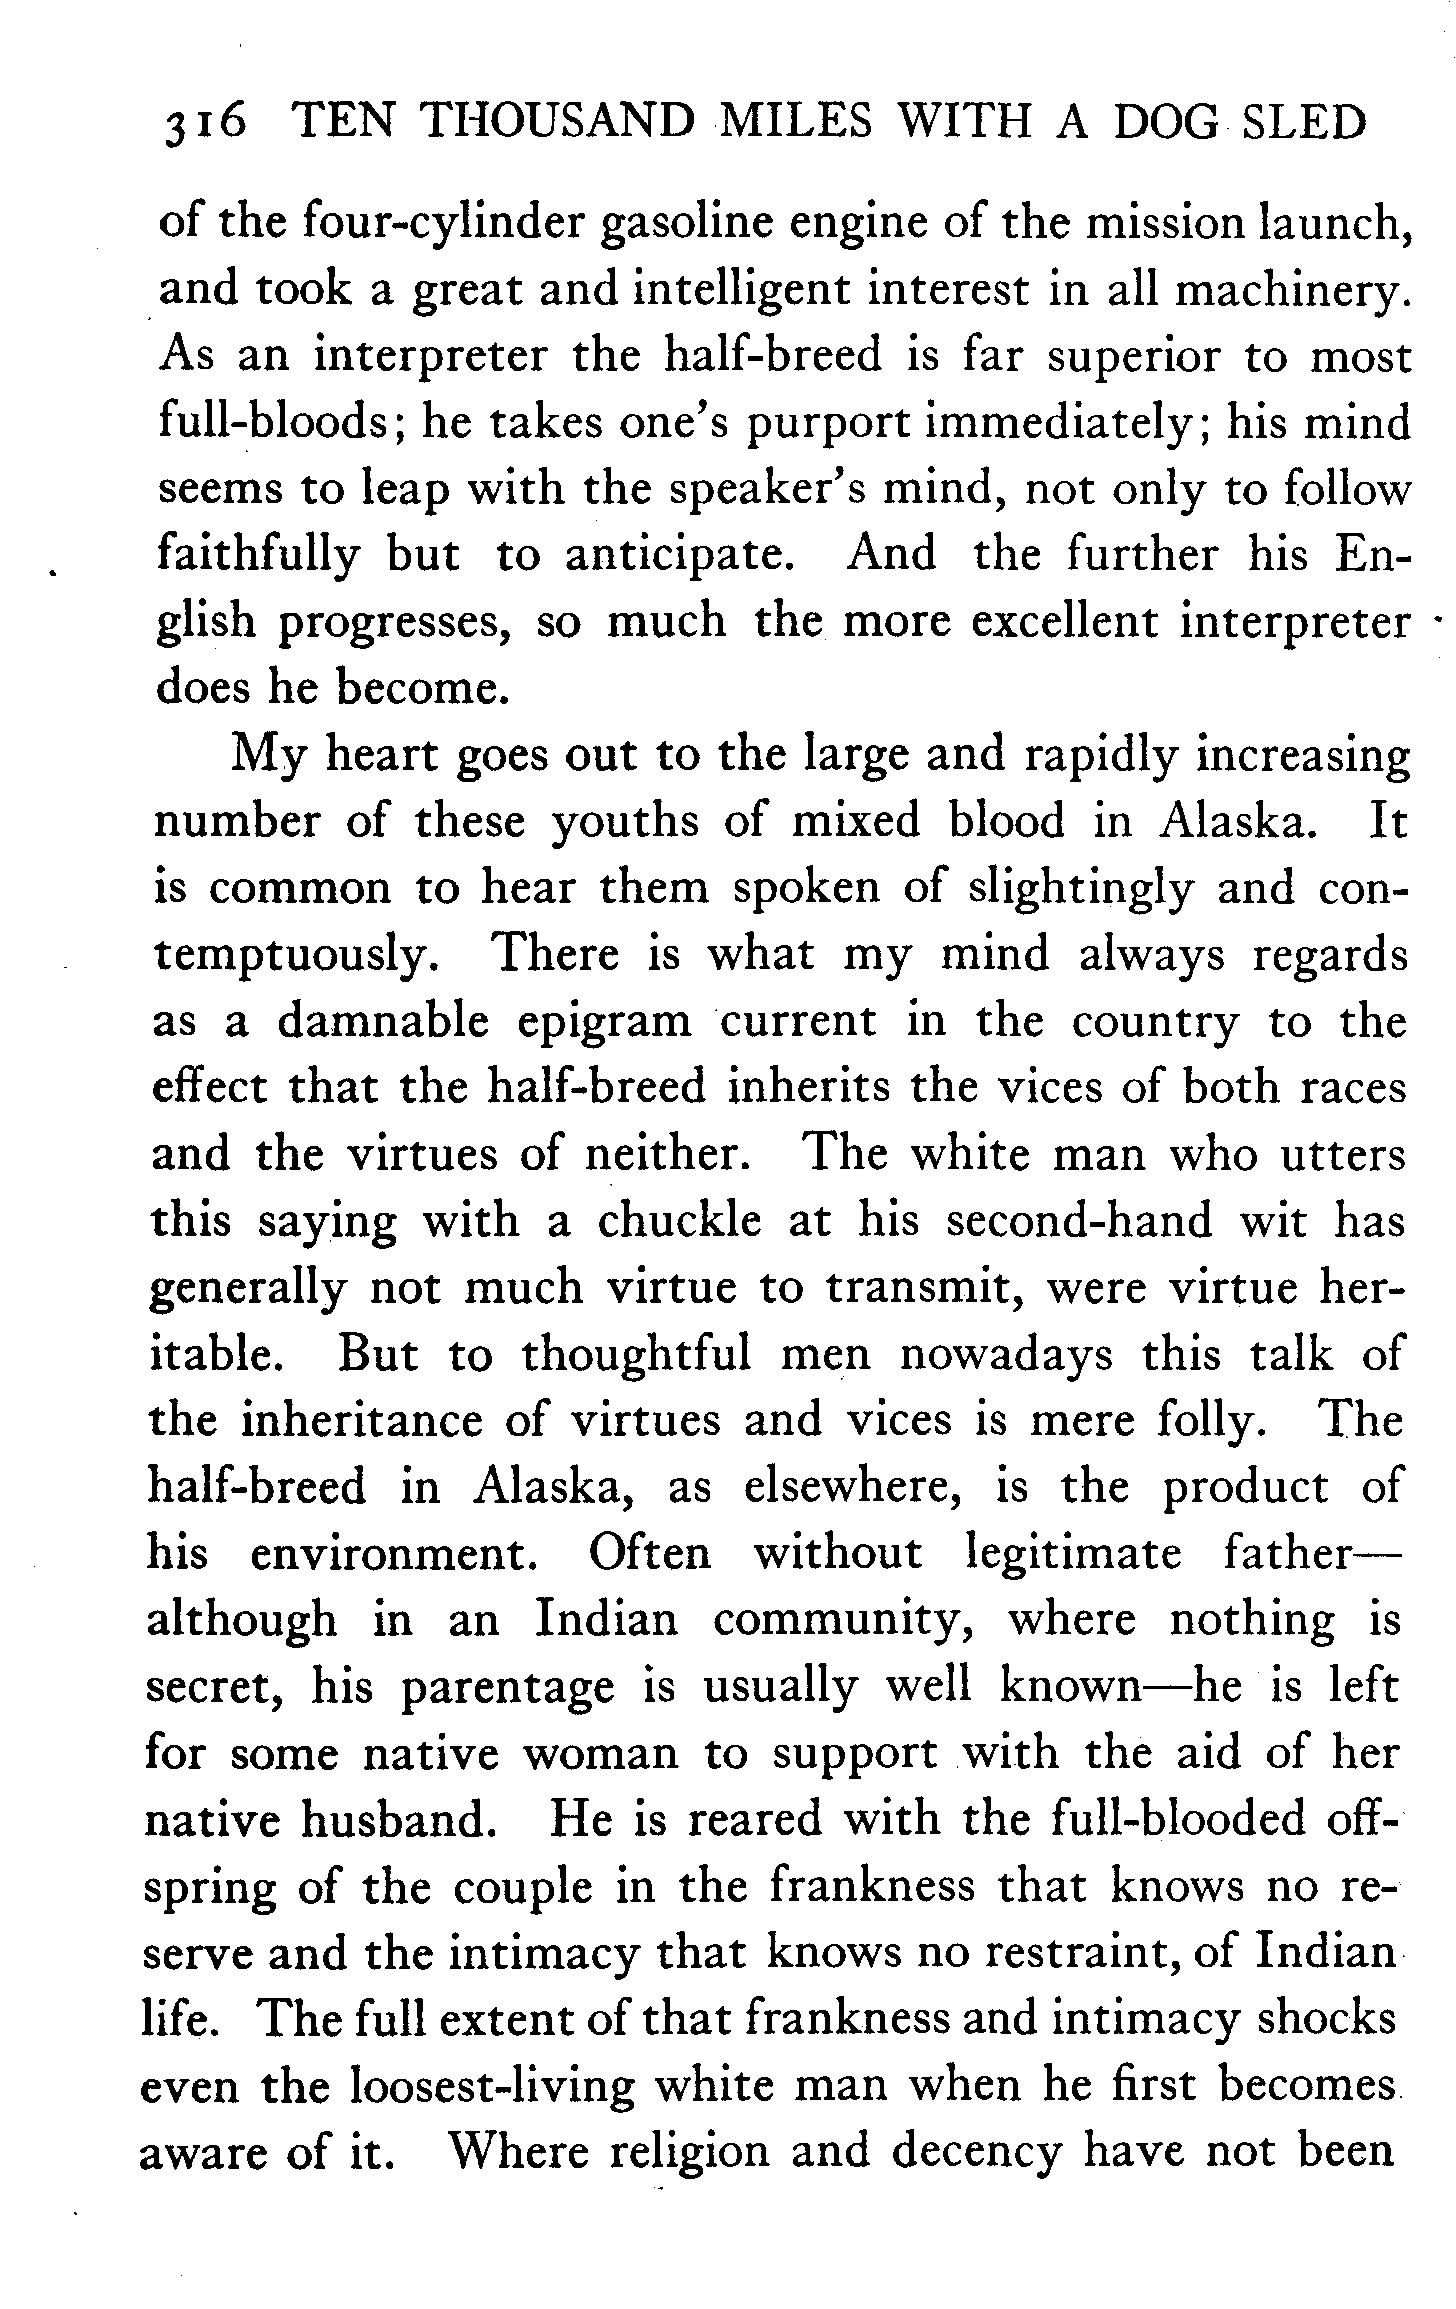 316 TEN THOUSAND MILES WITH A DOG SLED
of the four-cylinder gasoline engine of the mission launch,
and took a great and intelligent interest in all machinery.
As an interpreter the half-breed is far superior to most
full-bloods; he takes one's purport immediately; his mind
seems to leap with the speaker's mind, not only to follow
faithfully but to anticipate. And the further his En-
glish progresses, so much the more excellent interpreter
does he become.
My heart goes out to the large and rapidly increasing
number of these youths of mixed blood in Alaska. It
is common to hear them spoken of slightingly and con-
temptuously. There is what my mind always regards
as a damnable epigram current in the country to the
effect that the half-breed inherits the vices of both races
and the virtues of neither. The white man who utters
this saying with a chuckle at his second-hand wit has
generally not much virtue to transmit, were virtue her-
itable. But to thoughtful men nowadays this talk of
the inheritance of virtues and vices is mere folly. The
half-breed in Alaska, as elsewhere, is the product of
his environment. Often without legitimate father—
although in an Indian community, where nothing is
secret, his parentage is usually well known—he is left
for some native woman to support with the aid of her
native husband. He is reared with the full-blooded off-
spring of the couple in the frankness that knows no re-
serve and the intimacy that knows no restraint, of Indian
life. The full extent of that frankness and intimacy shocks
even the loosest-living white man when he first becomes
aware of it. Where religion and decency have not been